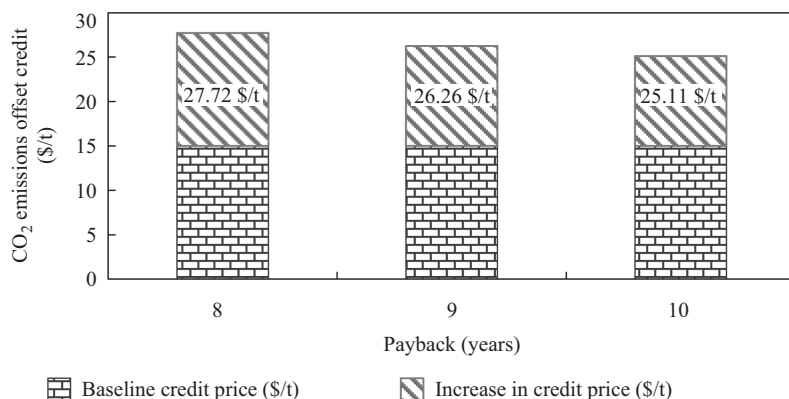 30
25
20
15
10
5
0
CO₂ emissions offset credit
($/t)
27.72 $/t
26.26 $/t
25.11 $/t
8
9
10
Payback (years)
Baseline credit price ($/t)
Increase in credit price ($/t)